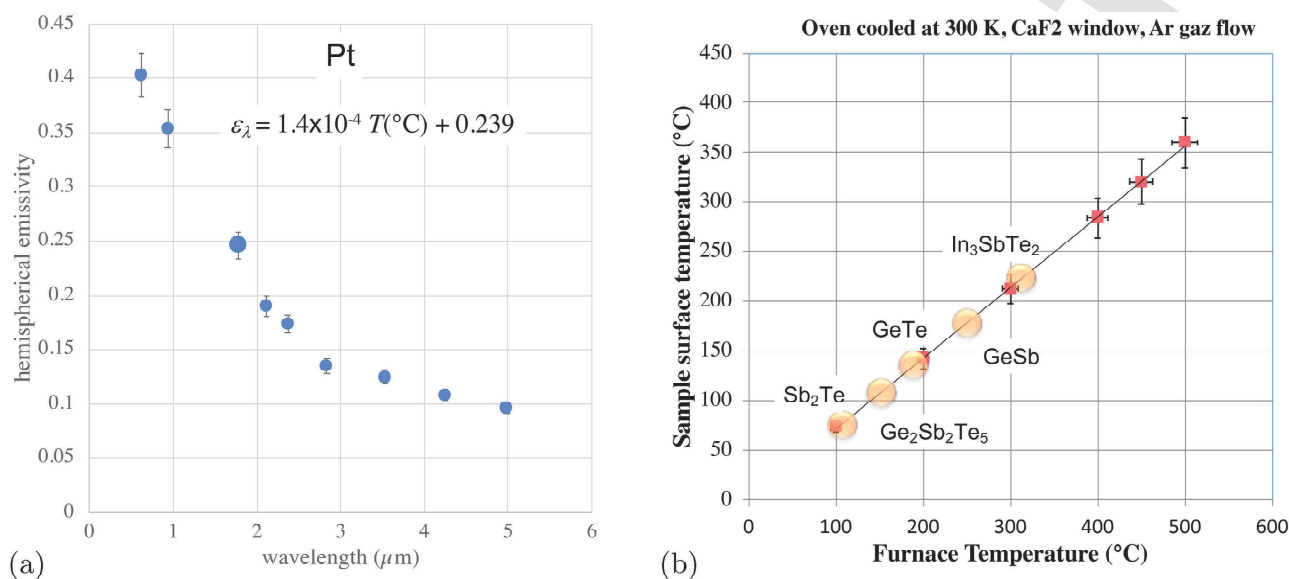 0.45
0.4
0.35
0.3
0.25
0.2
0.15
0.1
0.05
0
0 1 2 3 4 5 6
hemispherical emissivity
wavelength (µm)
Pt
ε_λ = 1.4x10⁻⁴ T(°C) + 0.239
(a)
Oven cooled at 300 K, CaF2 window, Ar gaz flow
450
400
350
300
250
200
150
100
50
0
0 100 200 300 400 500 600
Sample surface temperature (°C)
Furnace Temperature (°C)
In₃SbTe₂
GeTe
GeSb
Sb₂Te
Ge₂Sb₂Te₅
(b)